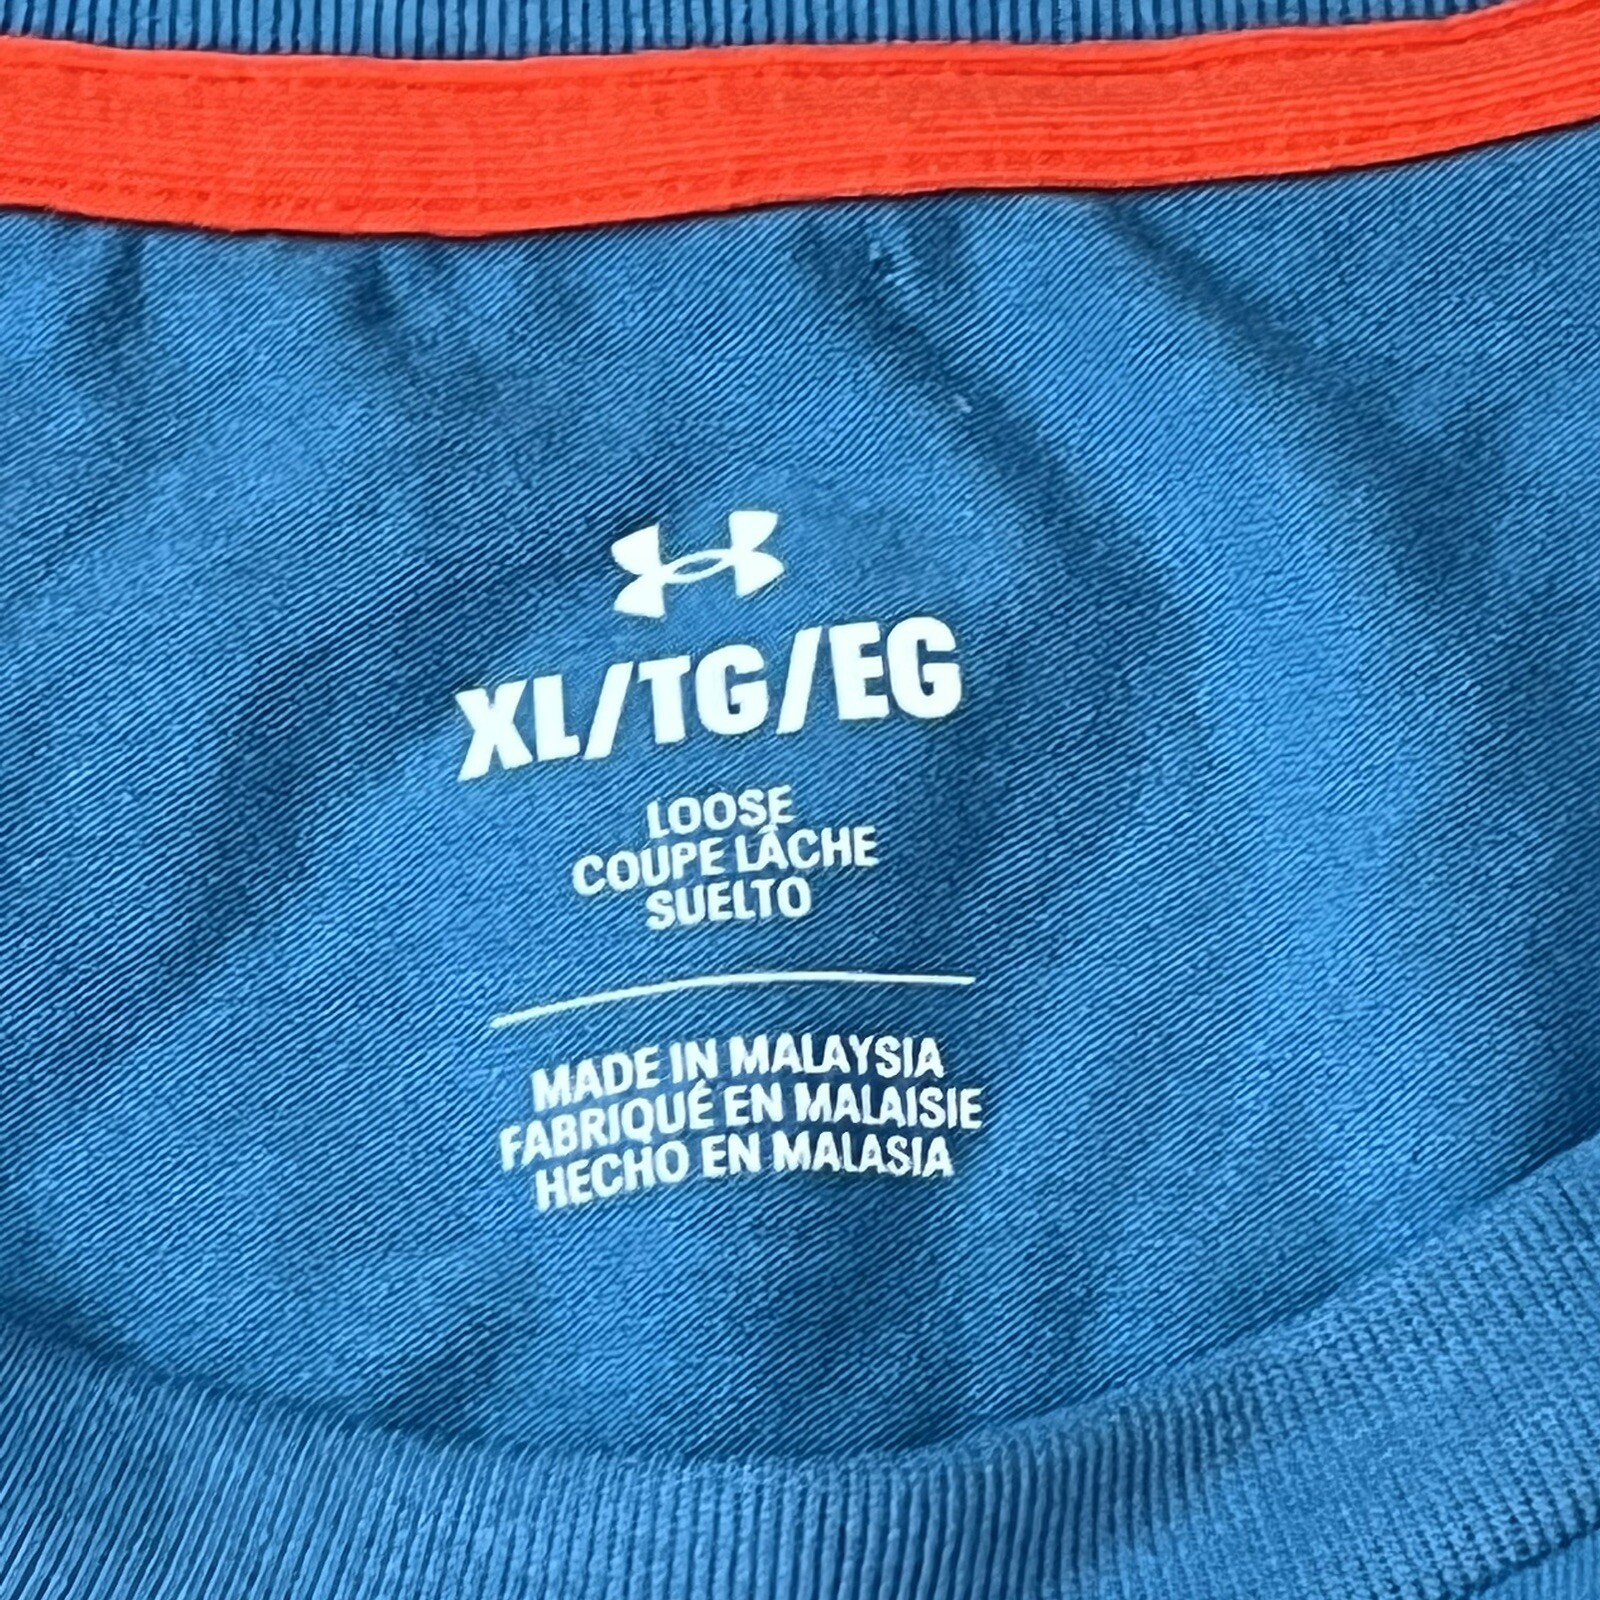 XL/TG/EG
LOOSE
COUPE LÂCHE
SUELTO
MADE IN MALAYSIA
FABRIQUÉ EN MALAISIE
HECHO EN MALASIA